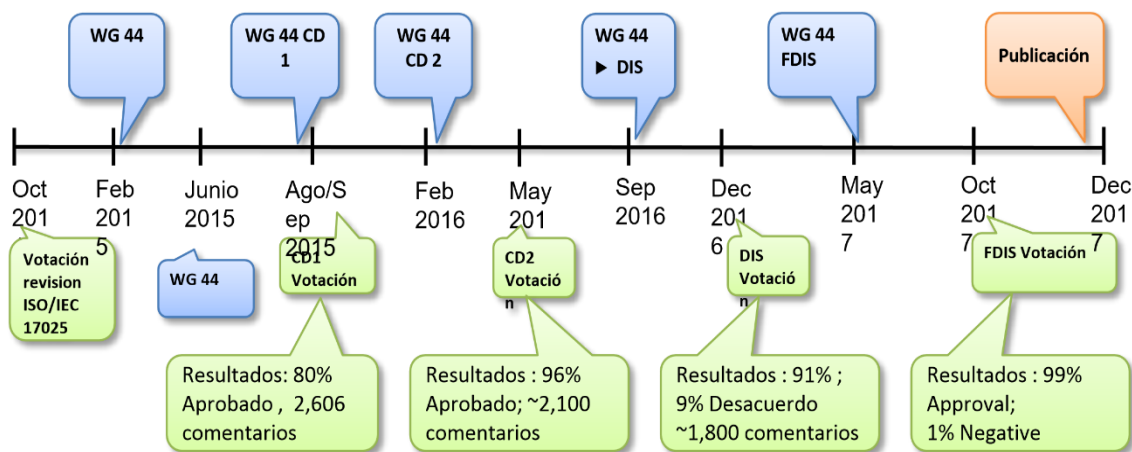 WG 44
WG 44 CD
1
WG 44
CD 2
WG 44
► DIS
WG 44
FDIS
Publicación
Oct
201
Feb
201
5
Junio
2015
Ago/S
ep
2015
Feb
2016
May
201
Sep
2016
Dec
201
6
May
201
7
Oct
201
7
Dec
201
7
Votación
revision
ISO/IEC
17025
WG 44
CD1
Votación
CD2
Votació
n
DIS
Votació
n
FDIS Votación
Resultados: 80%
Aprobado , 2,606
comentarios
Resultados : 96%
Aprobado; ~2,100
comentarios
Resultados : 91% ;
9% Desacuerdo
~1,800 comentarios
Resultados : 99%
Approval;
1% Negative